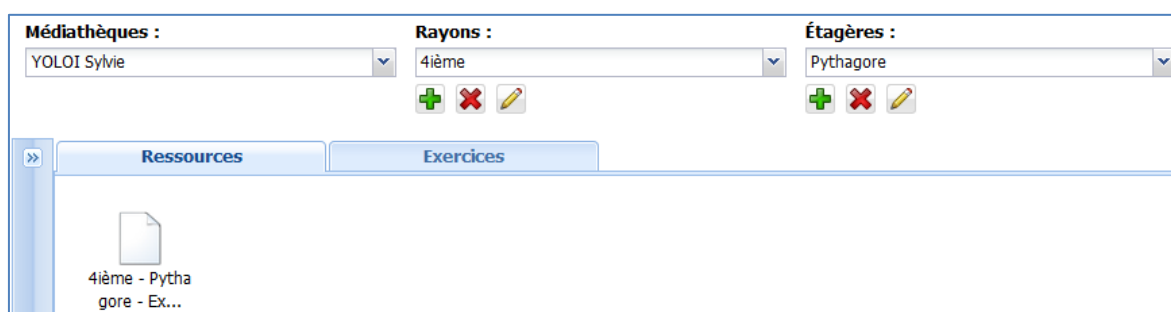 Médiathèques :
Rayons :
Étagères :
YOLOI Sylvie
4ième
Pythagore
Ressources
Exercices
4ième - Pytha
gore - Ex...